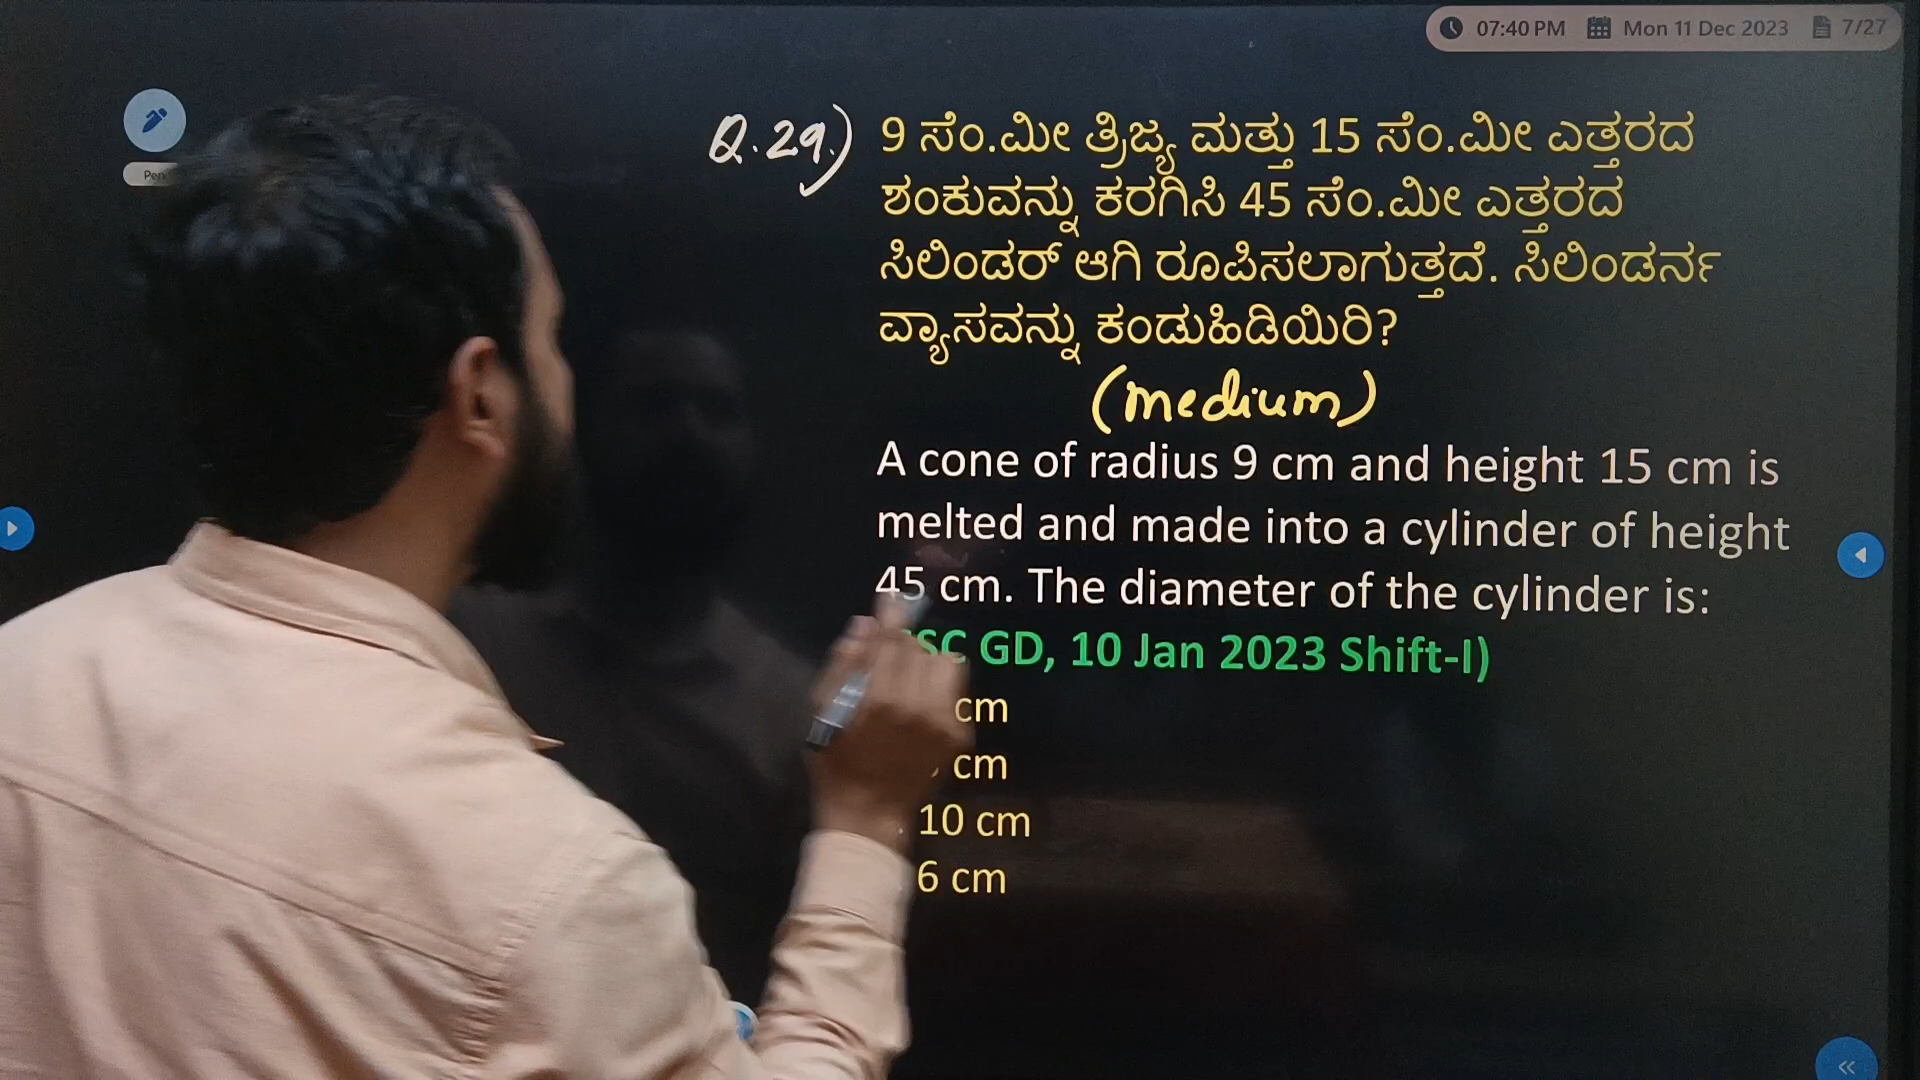 07:40 PM Mon 11 Dec 2023 7/27
Pen
Q.29.) 9 ಸೆಂ.ಮೀ ತ್ರಿಜ್ಯ ಮತ್ತು 15 ಸೆಂ.ಮೀ ಎತ್ತರದ
ಶಂಕುವನ್ನು ಕರಗಿಸಿ 45 ಸೆಂ.ಮೀ ಎತ್ತರದ
ಸಿಲಿಂಡರ್ ಆಗಿ ರೂಪಿಸಲಾಗುತ್ತದೆ. ಸಿಲಿಂಡರ್ನ
ವ್ಯಾಸವನ್ನು ಕಂಡುಹಿಡಿಯಿರಿ?
(medium)
A cone of radius 9 cm and height 15 cm is
melted and made into a cylinder of height
45 cm. The diameter of the cylinder is:
GD, 10 Jan 2023 Shift-I)
cm
cm
10 cm
6 cm